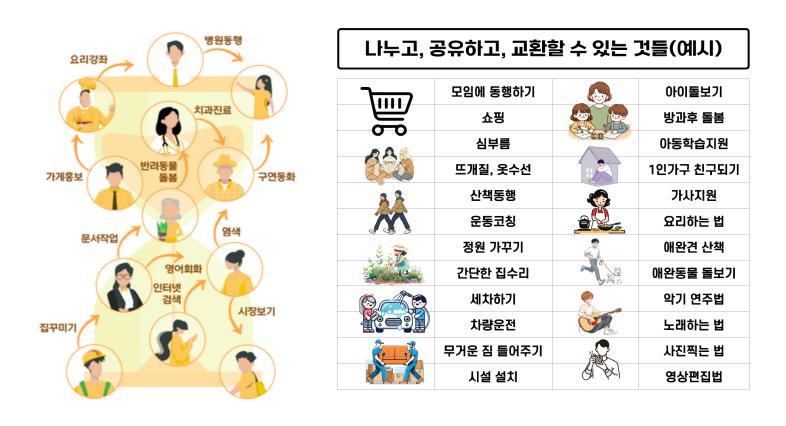 병원동행
요리강좌
치과진료
반려동물
돌봄
가게홍보
구연동화
염색
문서작업
영어회화
인터넷
검색
집꾸미기
시장보기
나누고, 공유하고, 교환할 수 있는 것들(예시)
모임에 동행하기
아이돌보기
쇼핑
방과후 돌봄
심부름
아동학습지원
뜨개질, 옷수선
1인가구 친구되기
산책동행
가사지원
운동코칭
요리하는 법
정원 가꾸기
애완견 산책
간단한 집수리
애완동물 돌보기
세차하기
악기 연주법
차량운전
노래하는 법
무거운 짐 들어주기
사진찍는 법
시설 설치
영상편집법